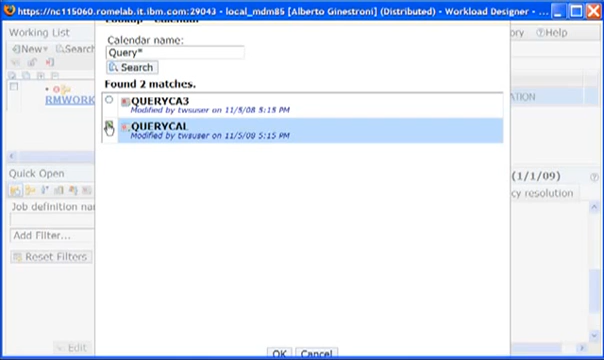 https://nc115060.romelab.it.ibm.com:29043 - local_mdm85 [Alberto Ginestroni] (Distributed) - Workload Designer - ...
Working List
New
Search
Help
RMWORK
ATION
Lookup - Calendar
Calendar name:
Query*
Search
Found 2 matches.
QUERYCA3
Modified by twsuser on 11/5/08 5:15 PM
QUERYCAL
Modified by twsuser on 11/5/09 5:15 PM
Quick Open
(1/1/09)
cy resolution
Job definition nam
Add Filter...
Reset Filters
Edit
OK
Cancel